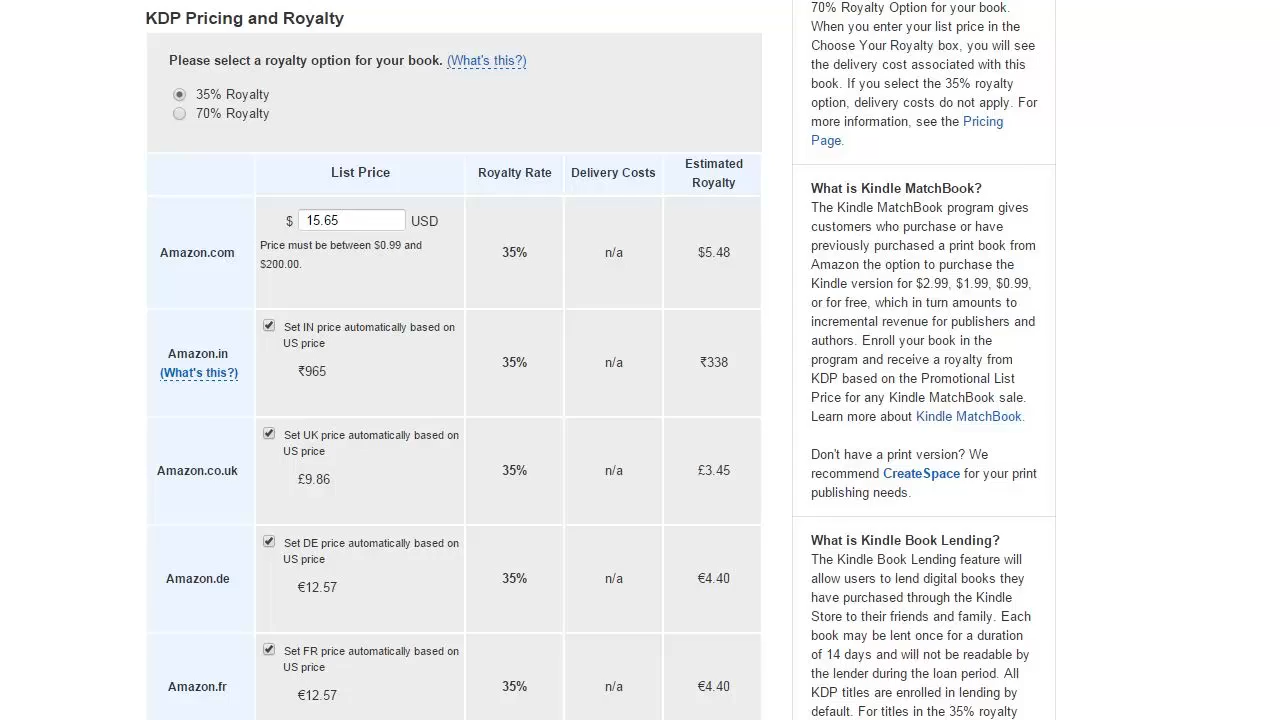 KDP Pricing and Royalty
Please select a royalty option for your book. (What's this?)
35% Royalty
70% Royalty
List Price
Royalty Rate
Delivery Costs
Estimated
Royalty
Amazon.com
$ 15.65 USD
Price must be between $0.99 and
$200.00.
35%
n/a
$5.48
Amazon.in
(What's this?)
Set IN price automatically based on
US price
₹965
35%
n/a
₹338
Amazon.co.uk
Set UK price automatically based on
US price
£9.86
35%
n/a
£3.45
Amazon.de
Set DE price automatically based on
US price
€12.57
35%
n/a
€4.40
Amazon.fr
Set FR price automatically based on
US price
€12.57
35%
n/a
€4.40
70% Royalty Option for your book.
When you enter your list price in the
Choose Your Royalty box, you will see
the delivery cost associated with this
book. If you select the 35% royalty
option, delivery costs do not apply. For
more information, see the Pricing
Page.
What is Kindle MatchBook?
The Kindle MatchBook program gives
customers who purchase or have
previously purchased a print book from
Amazon the option to purchase the
Kindle version for $2.99, $1.99, $0.99,
or for free, which in turn amounts to
incremental revenue for publishers and
authors. Enroll your book in the
program and receive a royalty from
KDP based on the Promotional List
Price for any Kindle MatchBook sale.
Learn more about Kindle MatchBook.
Don't have a print version? We
recommend CreateSpace for your print
publishing needs.
What is Kindle Book Lending?
The Kindle Book Lending feature will
allow users to lend digital books they
have purchased through the Kindle
Store to their friends and family. Each
book may be lent once for a duration
of 14 days and will not be readable by
the lender during the loan period. All
KDP titles are enrolled in lending by
default. For titles in the 35% royalty